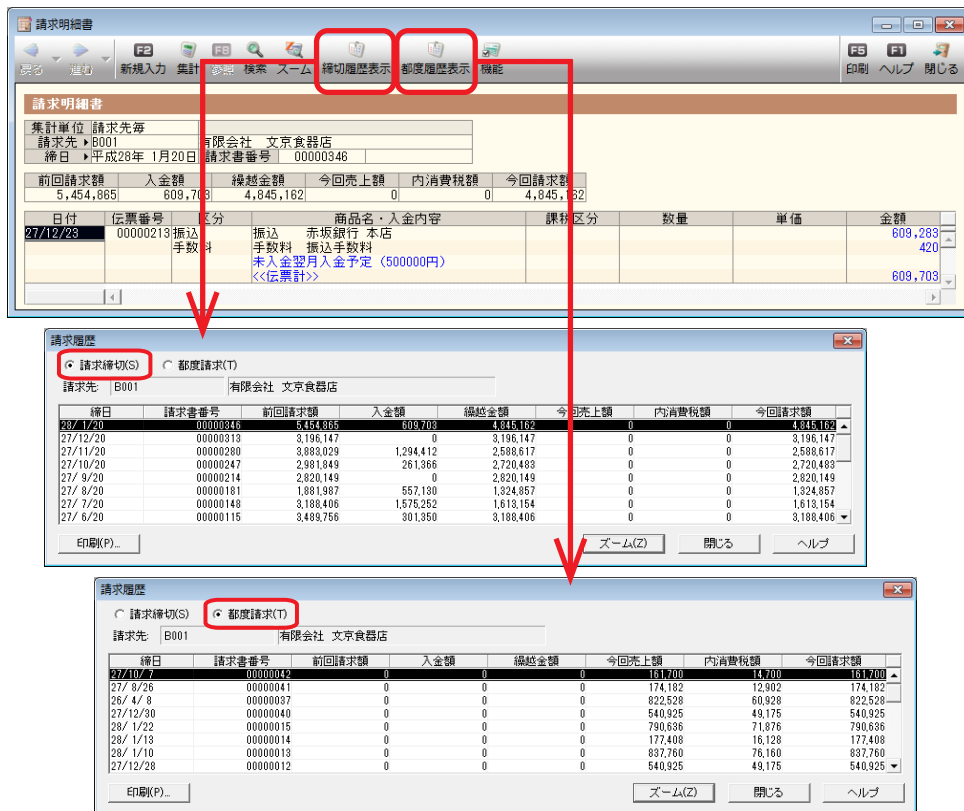 請求明細書
戻る 進む F2 新規入力 集計 F8 参照 検索 ズーム 締切履歴表示 都度履歴表示 機能 F5 印刷 F1 ヘルプ 閉じる
請求明細書
集計単位 請求先毎
請求先 B001 有限会社 文京食器店
締日 平成28年 1月20日 請求書番号 00000346
前回請求額 入金額 繰越金額 今回売上額 内消費税額 今回請求額
5,454,865 609,703 4,845,162 0 0 4,845,162
日付 伝票番号 区分 商品名・入金内容 課税区分 数量 単価 金額
27/12/23 00000213 振込 振込 赤坂銀行 本店 609,283
手数料 手数料 振込手数料 420
未入金翌月入金予定(500000円)
<<伝票計>> 609,703
請求履歴
請求締切(S) 都度請求(T)
請求先: B001 有限会社 文京食器店
締日 請求書番号 前回請求額 入金額 繰越金額 今回売上額 内消費税額 今回請求額
28/ 1/20 00000346 5,454,865 609,703 4,845,162 0 0 4,845,162
27/12/20 00000313 3,196,147 0 3,196,147 0 0 3,196,147
27/11/20 00000280 3,883,029 1,294,412 2,588,617 0 0 2,588,617
27/10/20 00000247 2,981,849 261,366 2,720,483 0 0 2,720,483
27/ 9/20 00000214 2,820,149 0 2,820,149 0 0 2,820,149
27/ 8/20 00000181 1,881,987 557,130 1,324,857 0 0 1,324,857
27/ 7/20 00000148 3,188,406 1,575,252 1,613,154 0 0 1,613,154
27/ 6/20 00000115 3,489,756 301,350 3,188,406 0 0 3,188,406
印刷(P)... ズーム(Z) 閉じる ヘルプ
請求履歴
請求締切(S) 都度請求(T)
請求先: B001 有限会社 文京食器店
締日 請求書番号 前回請求額 入金額 繰越金額 今回売上額 内消費税額 今回請求額
27/10/ 7 00000042 0 0 0 161,700 14,700 161,700
27/ 8/26 00000041 0 0 0 174,182 12,902 174,182
26/ 4/ 8 00000037 0 0 0 822,528 60,928 822,528
27/12/30 00000040 0 0 0 540,925 49,175 540,925
28/ 1/22 00000015 0 0 0 790,636 71,876 790,636
28/ 1/13 00000014 0 0 0 177,408 16,128 177,408
28/ 1/10 00000013 0 0 0 837,760 76,160 837,760
27/12/28 00000012 0 0 0 540,925 49,175 540,925
印刷(P)... ズーム(Z) 閉じる ヘルプ